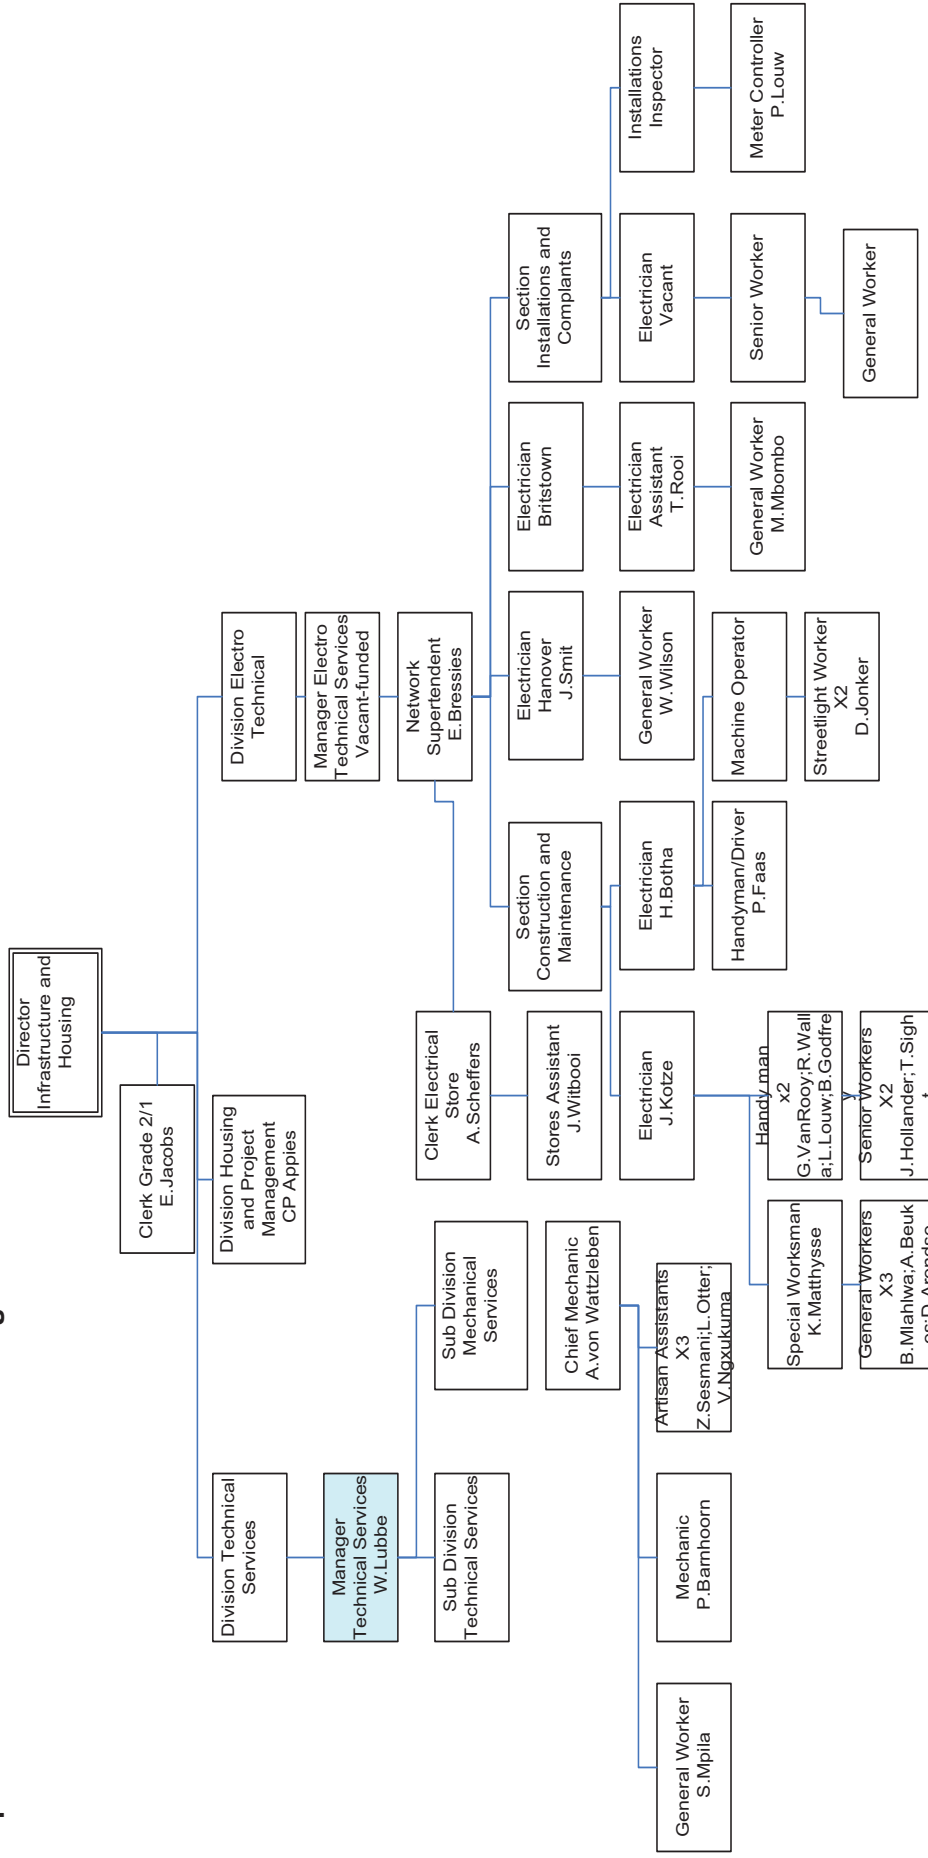 Director
Infrastructure and
Housing
Clerk Grade 2/1
E.Jacobs
Division Technical
Services
Division Housing
and Project
Management
CP Appies
Division Electro
Technical
Manager
Technical Services
W.Lubbe
Manager Electro
Technical Services
Vacant-funded
Network
Supertendent
E.Bressies
Sub Division
Technical Services
Sub Division
Mechanical
Services
Clerk Electrical
Store
A.Scheffers
Stores Assistant
J.Witbooi
Section
Construction and
Maintenance
Electrician
Hanover
J.Smit
Electrician
Britstown
Section
Installations and
Complants
Chief Mechanic
A.von Wattzleben
Electrician
J.Kotze
Electrician
H.Botha
General Worker
W.Wilson
Electrician
Assistant
T.Rooi
Electrician
Vacant
Installations
Inspector
General Worker
S.Mpila
Mechanic
P.Barnhoorn
Artisan Assistants
X3
Z.Sesmani;L.Otter;
V.Ngxukuma
Handyman/Driver
P.Faas
Machine Operator
General Worker
M.Mbombo
Senior Worker
Meter Controller
P.Louw
Special Worksman
K.Matthysse
Handy man
x2
G.VanRooy;R.Wall
a;L.Louw;B.Godfre
y
Streetlight Worker
X2
D.Jonker
General Worker
General Workers
X3
B.Mlahlwa;A.Beuk
Senior Workers
X2
J.Hollander;T.Sigh